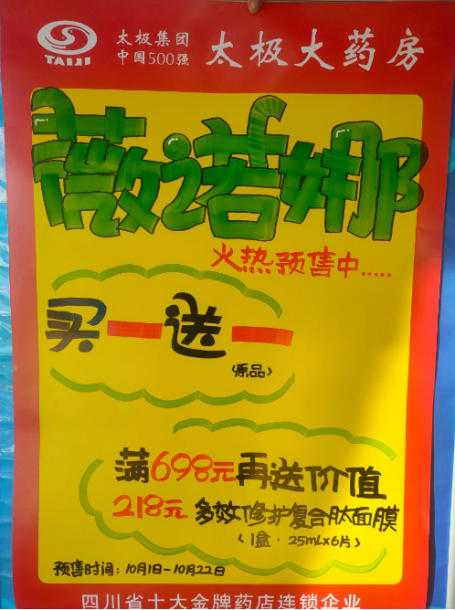 太极集团
中国500强
太极大药房
TAIJI
薇诺娜
火热预售中.....
买一送一
(原品)
满698元再送价值
218元 多效修护复合肽面膜
(1盒·25mL×6片)
预售时间:10月1日-10月22日
四川省十大金牌药店连锁企业